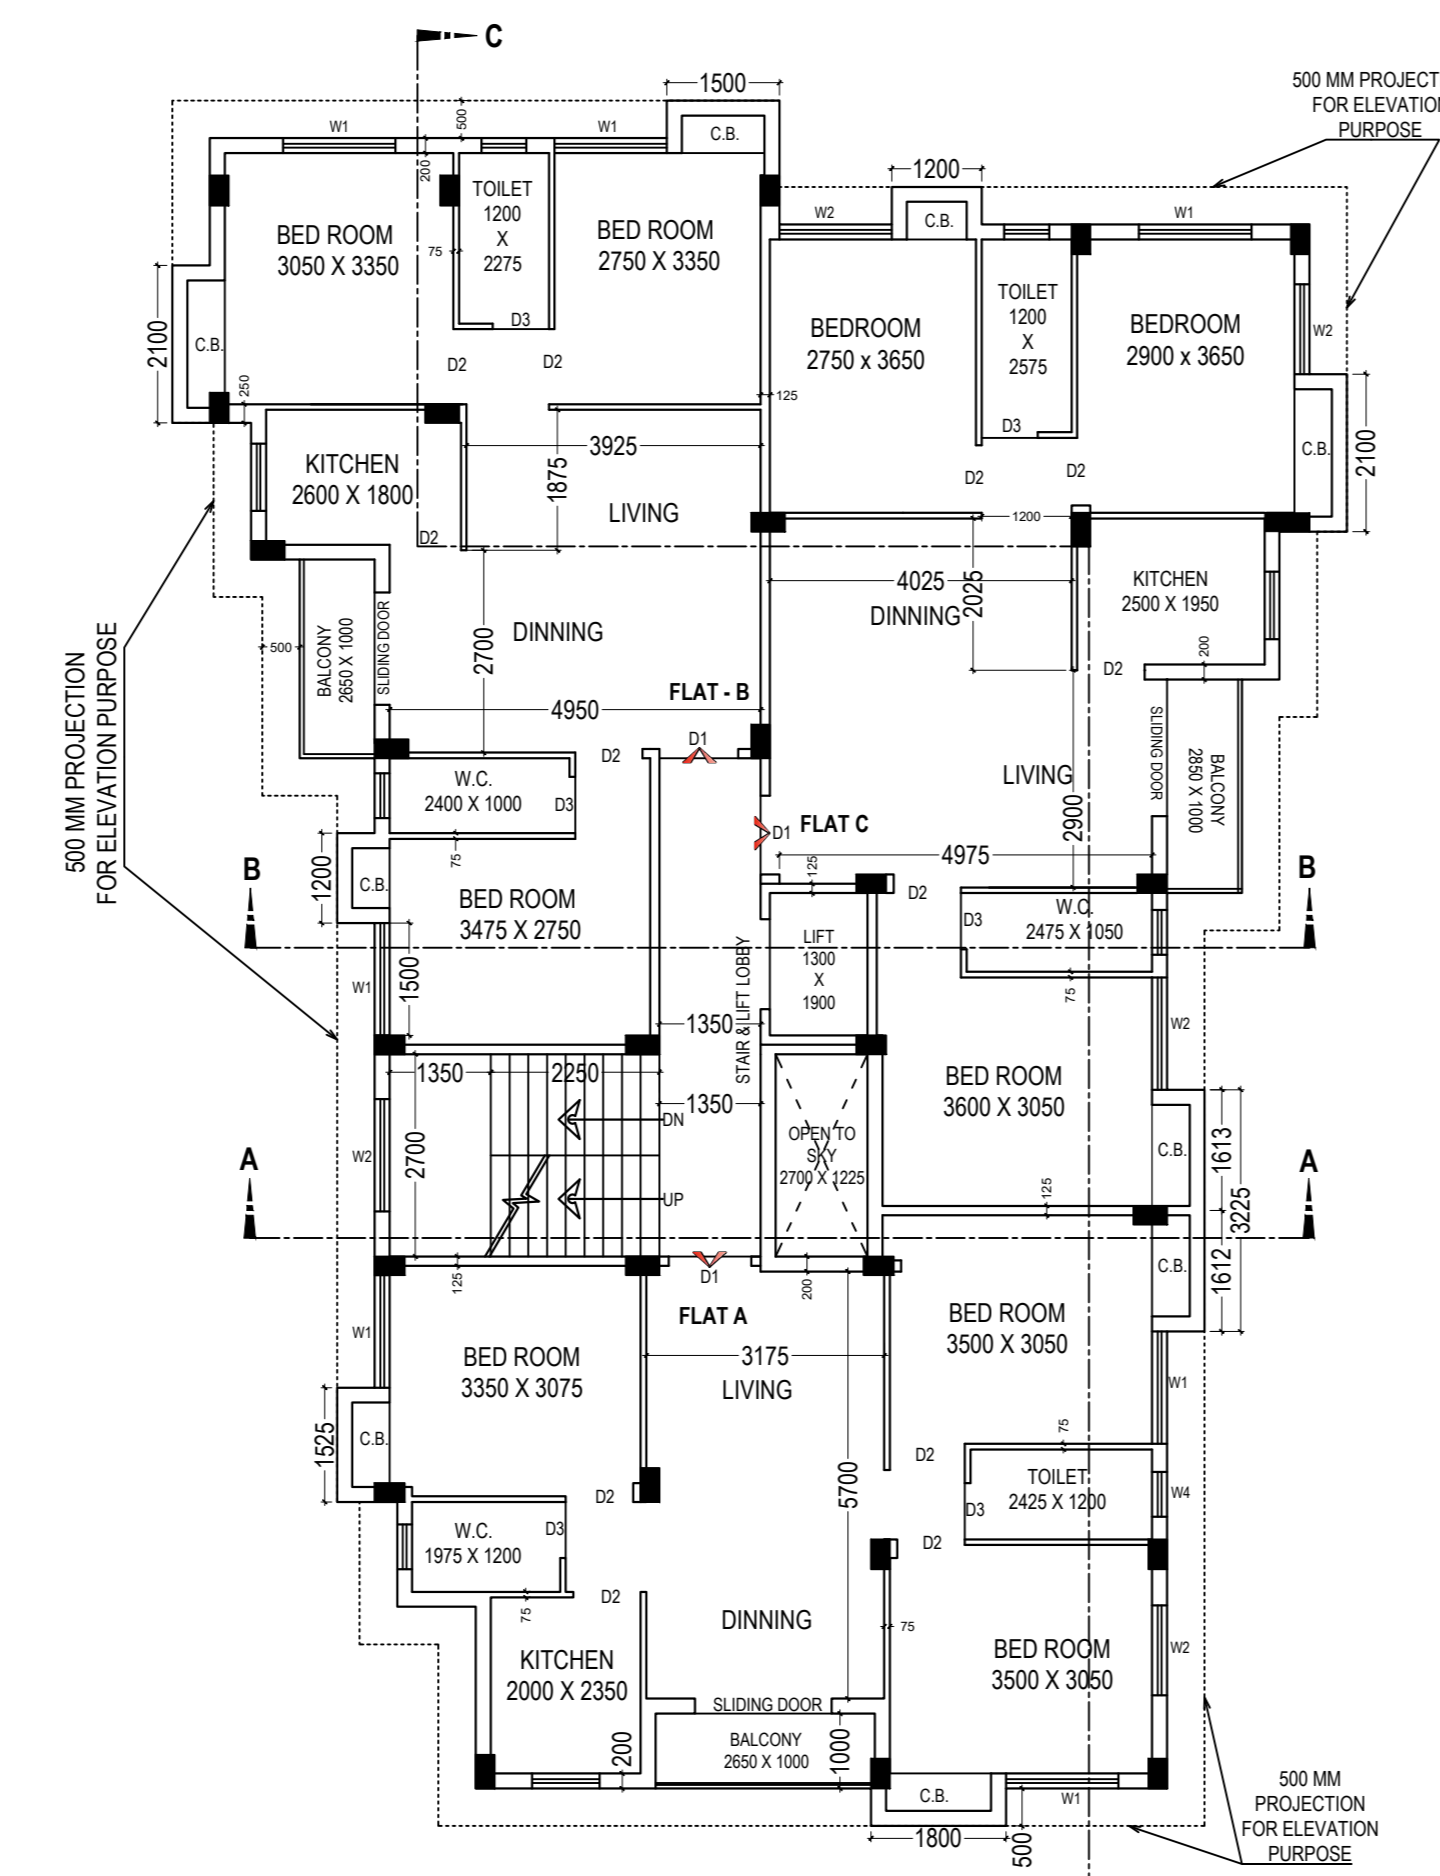 C
1500
500 MM PROJECT
FOR ELEVATION
PURPOSE
W1
500
W1
C.B.
200
TOILET
1200
X
2275
BED ROOM
3050 X 3350
75
BED ROOM
2750 X 3350
D3
D2
D2
2100
C.B.
250
1200
W2
C.B.
W1
TOILET
1200
X
2575
BEDROOM
2750 x 3650
BEDROOM
2900 x 3650
W2
125
D3
D2
D2
C.B.
2100
KITCHEN
2600 X 1800
D2
3925
1875
LIVING
1200
4025
2025
DINNING
KITCHEN
2500 X 1950
200
D2
500 MM PROJECTION
FOR ELEVATION PURPOSE
500
BALCONY
2650 X 1000
SLIDING DOOR
2700
DINNING
FLAT - B
4950
D1
D2
SLIDING DOOR
BALCONY
2850 X 1000
LIVING
2900
W.C.
2400 X 1000
D3
75
D1
FLAT C
4975
125
D2
B
1200
C.B.
BED ROOM
3475 X 2750
1500
W1
STAIR & LIFT LOBBY
LIFT
1300
X
1900
D3
W.C.
2475 X 1050
75
B
W2
1350
1350
2250
1350
DN
UP
2700
W2
OPEN TO
SKY
2700 X 1225
BED ROOM
3600 X 3050
C.B.
1613
3225
1612
125
A
A
125
D1
200
FLAT A
C.B.
W1
BED ROOM
3350 X 3075
3175
LIVING
BED ROOM
3500 X 3050
W1
1525
C.B.
D2
5700
75
D2
TOILET
2425 X 1200
D3
W4
W.C.
1975 X 1200
D3
D2
75
D2
DINNING
75
KITCHEN
2000 X 2350
BED ROOM
3500 X 3050
W2
SLIDING DOOR
BALCONY
2650 X 1000
1000
200
C.B.
W1
1800
500
500 MM
PROJECTION
FOR ELEVATION
PURPOSE